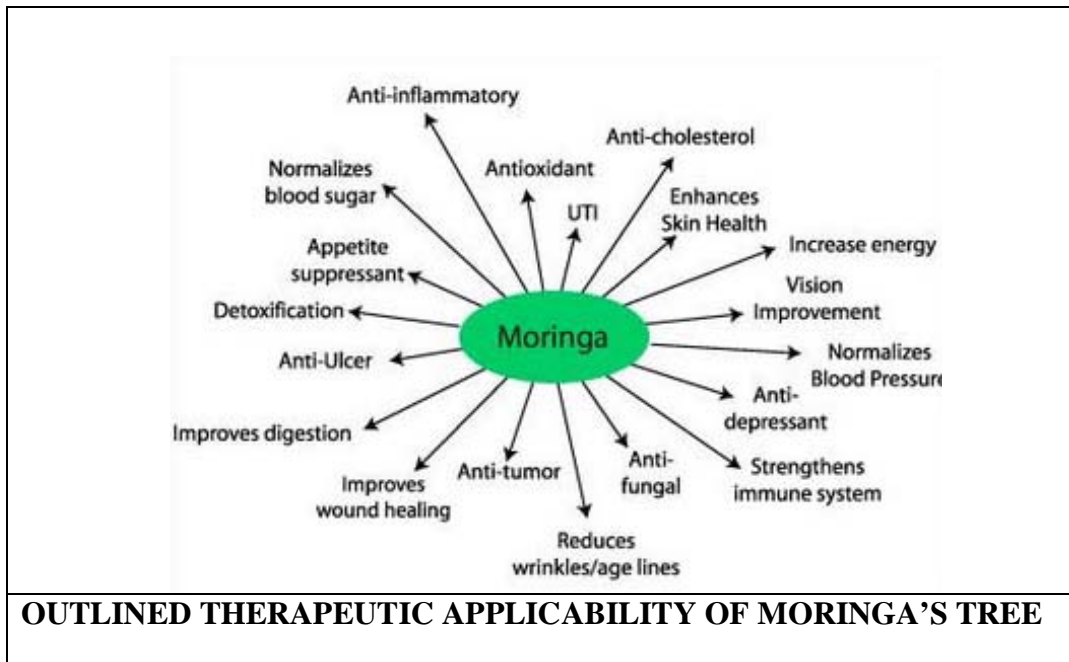 Anti-inflammatory
Anti-cholesterol
Normalizes
blood sugar
Antioxidant
UTI
Enhances
Skin Health
Increase energy
Appetite
suppressant
Vision
Improvement
Detoxification
Moringa
Normalizes
Blood Pressure
Anti-Ulcer
Anti-
depressant
Improves digestion
Improves
wound healing
Anti-tumor
Anti-
fungal
Strengthens
immune system
Reduces
wrinkles/age lines
OUTLINED THERAPEUTIC APPLICABILITY OF MORINGA'S TREE